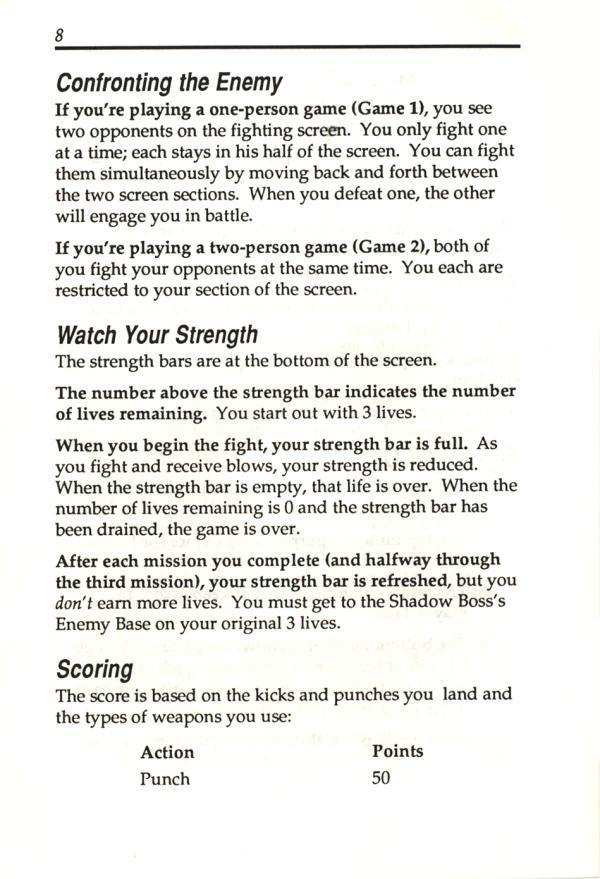 8
Confronting the Enemy
If you're playing a one-person game (Game 1), you see
two opponents on the fighting screen. You only fight one
at a time; each stays in his half of the screen. You can fight
them simultaneously by moving back and forth between
the two screen sections. When you defeat one, the other
will engage you in battle.
If you're playing a two-person game (Game 2), both of
you fight your opponents at the same time. You each are
restricted to your section of the screen.
Watch Your Strength
The strength bars are at the bottom of the screen.
The number above the strength bar indicates the number
of lives remaining. You start out with 3 lives.
When you begin the fight, your strength bar is full. As
you fight and receive blows, your strength is reduced.
When the strength bar is empty, that life is over. When the
number of lives remaining is 0 and the strength bar has
been drained, the game is over.
After each mission you complete (and halfway through
the third mission), your strength bar is refreshed, but you
don't earn more lives. You must get to the Shadow Boss's
Enemy Base on your original 3 lives.
Scoring
The score is based on the kicks and punches you land and
the types of weapons you use:
Action Points
Punch 50